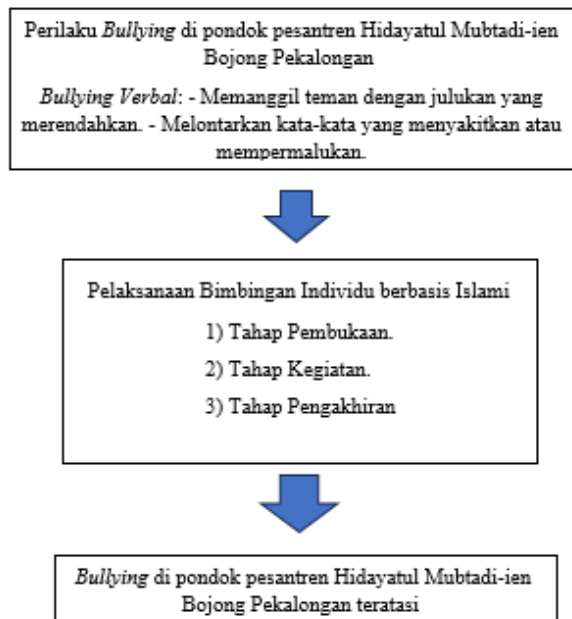 Perilaku Bullying di pondok pesantren Hidayatul Mubtadi-ien
Bojong Pekalongan
Bullying Verbal: - Memanggil teman dengan julukan yang
merendahkan. - Melontarkan kata-kata yang menyakitkan atau
mempermalukan.
Pelaksanaan Bimbingan Individu berbasis Islami
1) Tahap Pembukaan.
2) Tahap Kegiatan.
3) Tahap Pengakhiran
Bullying di pondok pesantren Hidayatul Mubtadi-ien
Bojong Pekalongan teratasi